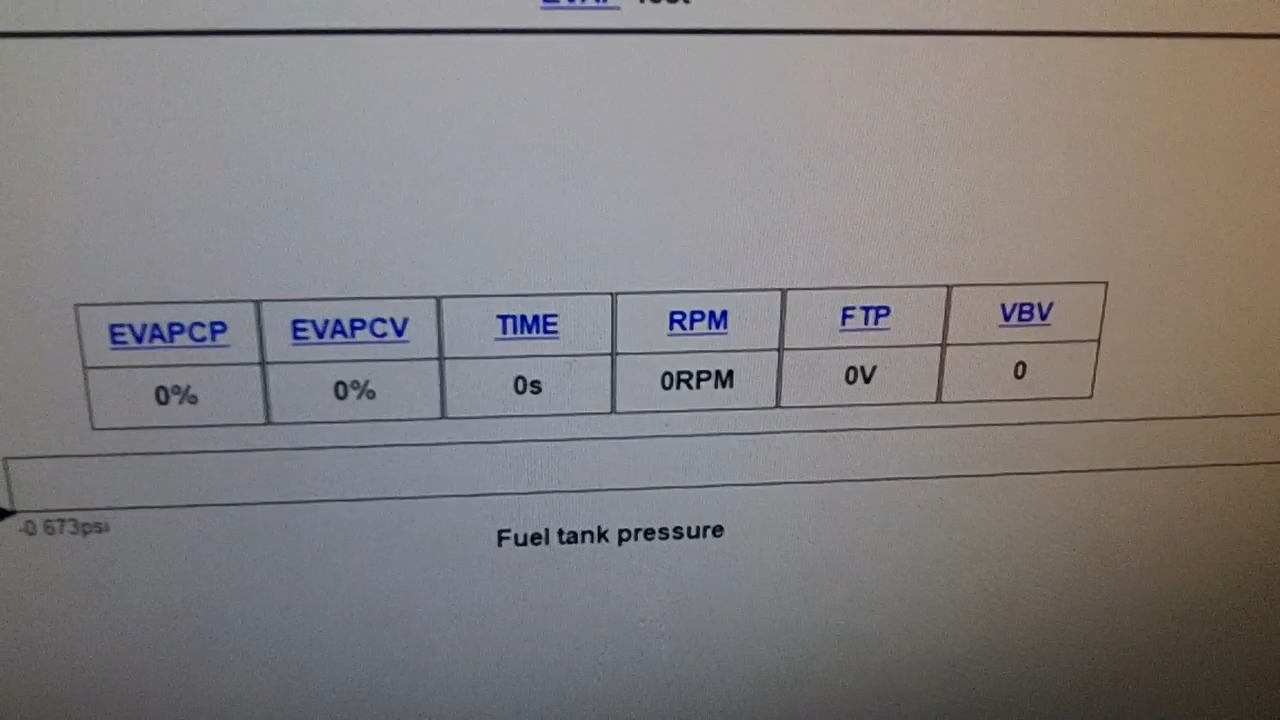 EVAPCP EVAPCV TIME RPM FTP VBV
0% 0% 0s 0RPM 0V 0
-0.673psi
Fuel tank pressure